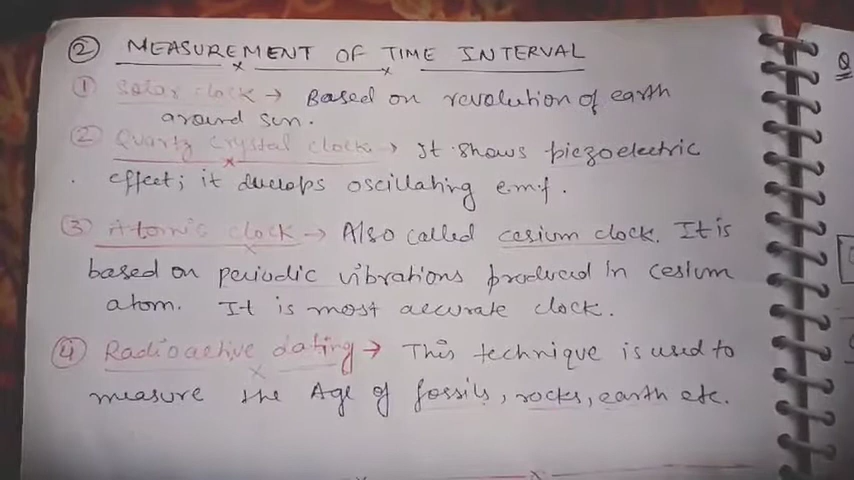 ② MEASUREMENT OF TIME INTERVAL
① Solar clock → Based on revolution of earth
around sun.
② Quartz crystal clock → It shows piezoelectric
effect; it develops oscillating e.m.f.
③ Atomic clock → Also called cesium clock. It is
based on periodic vibrations produced in cesium
atom. It is most accurate clock.
④ Radioactive dating → This technique is used to
measure the Age of fossils, rocks, earth etc.
Q